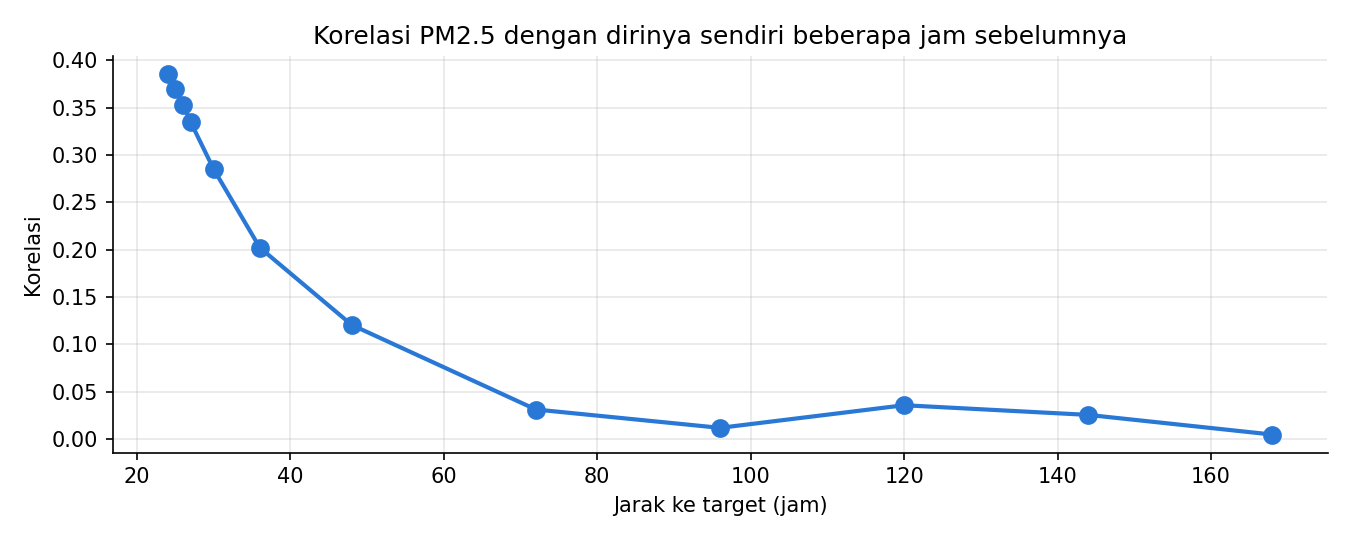 Korelasi PM2.5 dengan dirinya sendiri beberapa jam sebelumnya
0.40
0.35
0.30
0.25
0.20
0.15
0.10
0.05
0.00
Korelasi
20 40 60 80 100 120 140 160
Jarak ke target (jam)